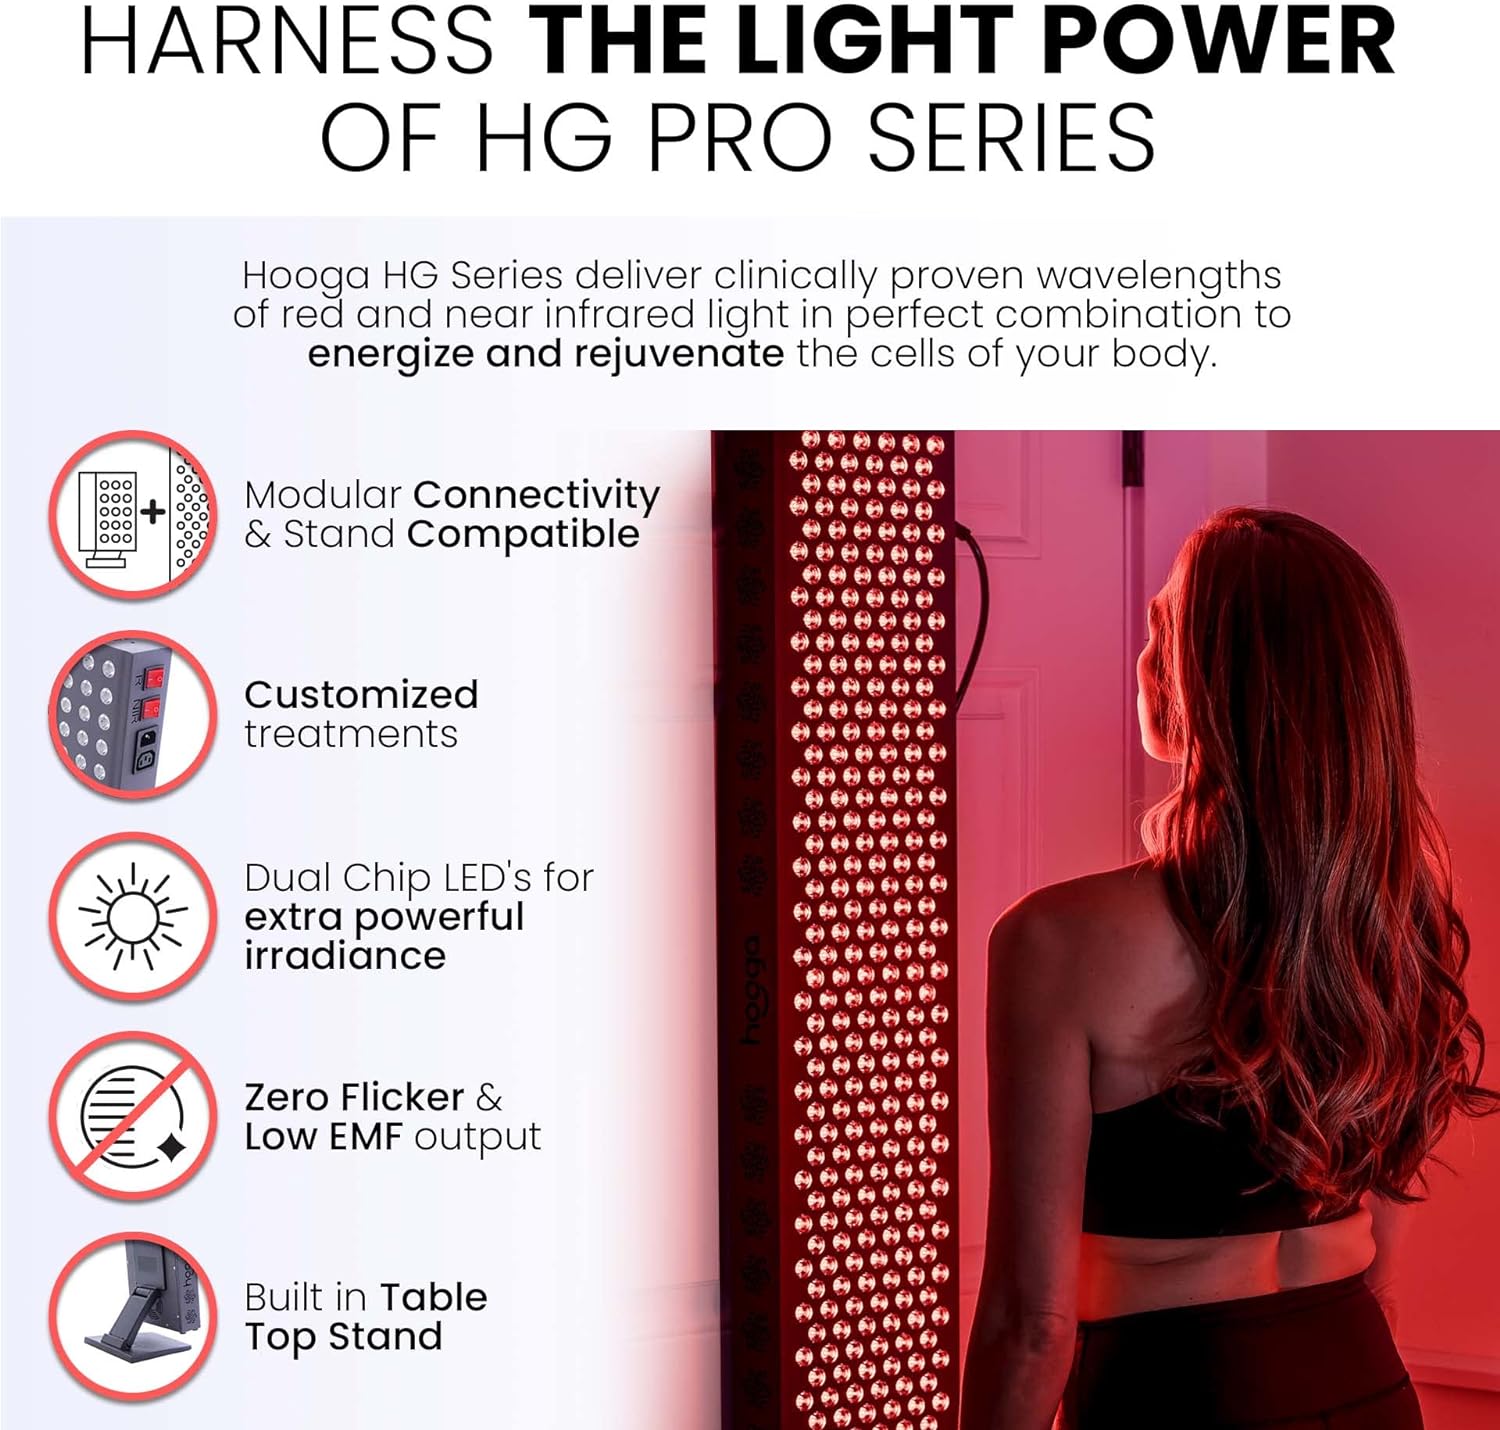 HARNESS THE LIGHT POWER
OF HG PRO SERIES
Hooga HG Series deliver clinically proven wavelengths
of red and near infrared light in perfect combination to
energize and rejuvenate the cells of your body.
Modular Connectivity
& Stand Compatible
R
NIR
Customized
treatments
Dual Chip LED's for
extra powerful
irradiance
Zero Flicker &
Low EMF output
hooga
Built in Table
Top Stand
hooga